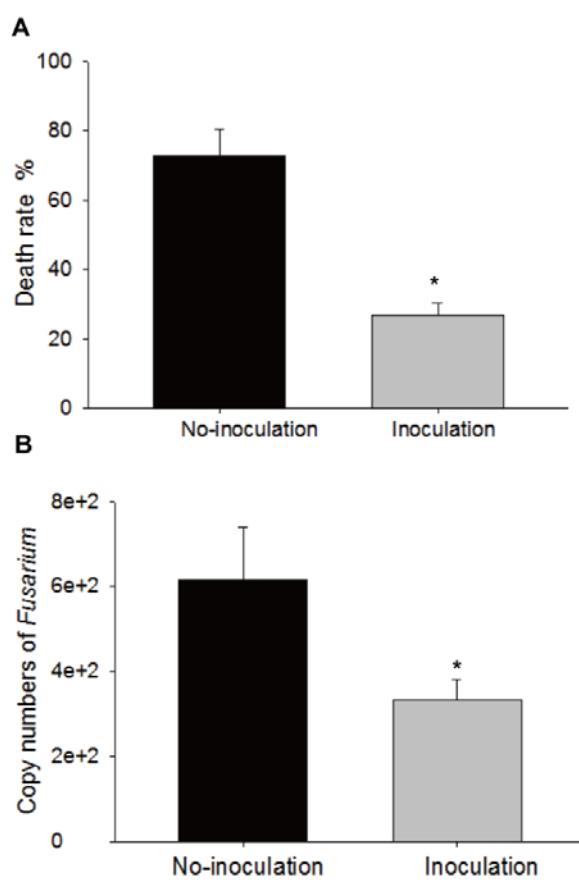 A
100
80
60
40
20
0
Death rate %
*
No-inoculation Inoculation
B
8e+2
6e+2
4e+2
2e+2
0
Copy numbers of Fusarium
*
No-inoculation Inoculation